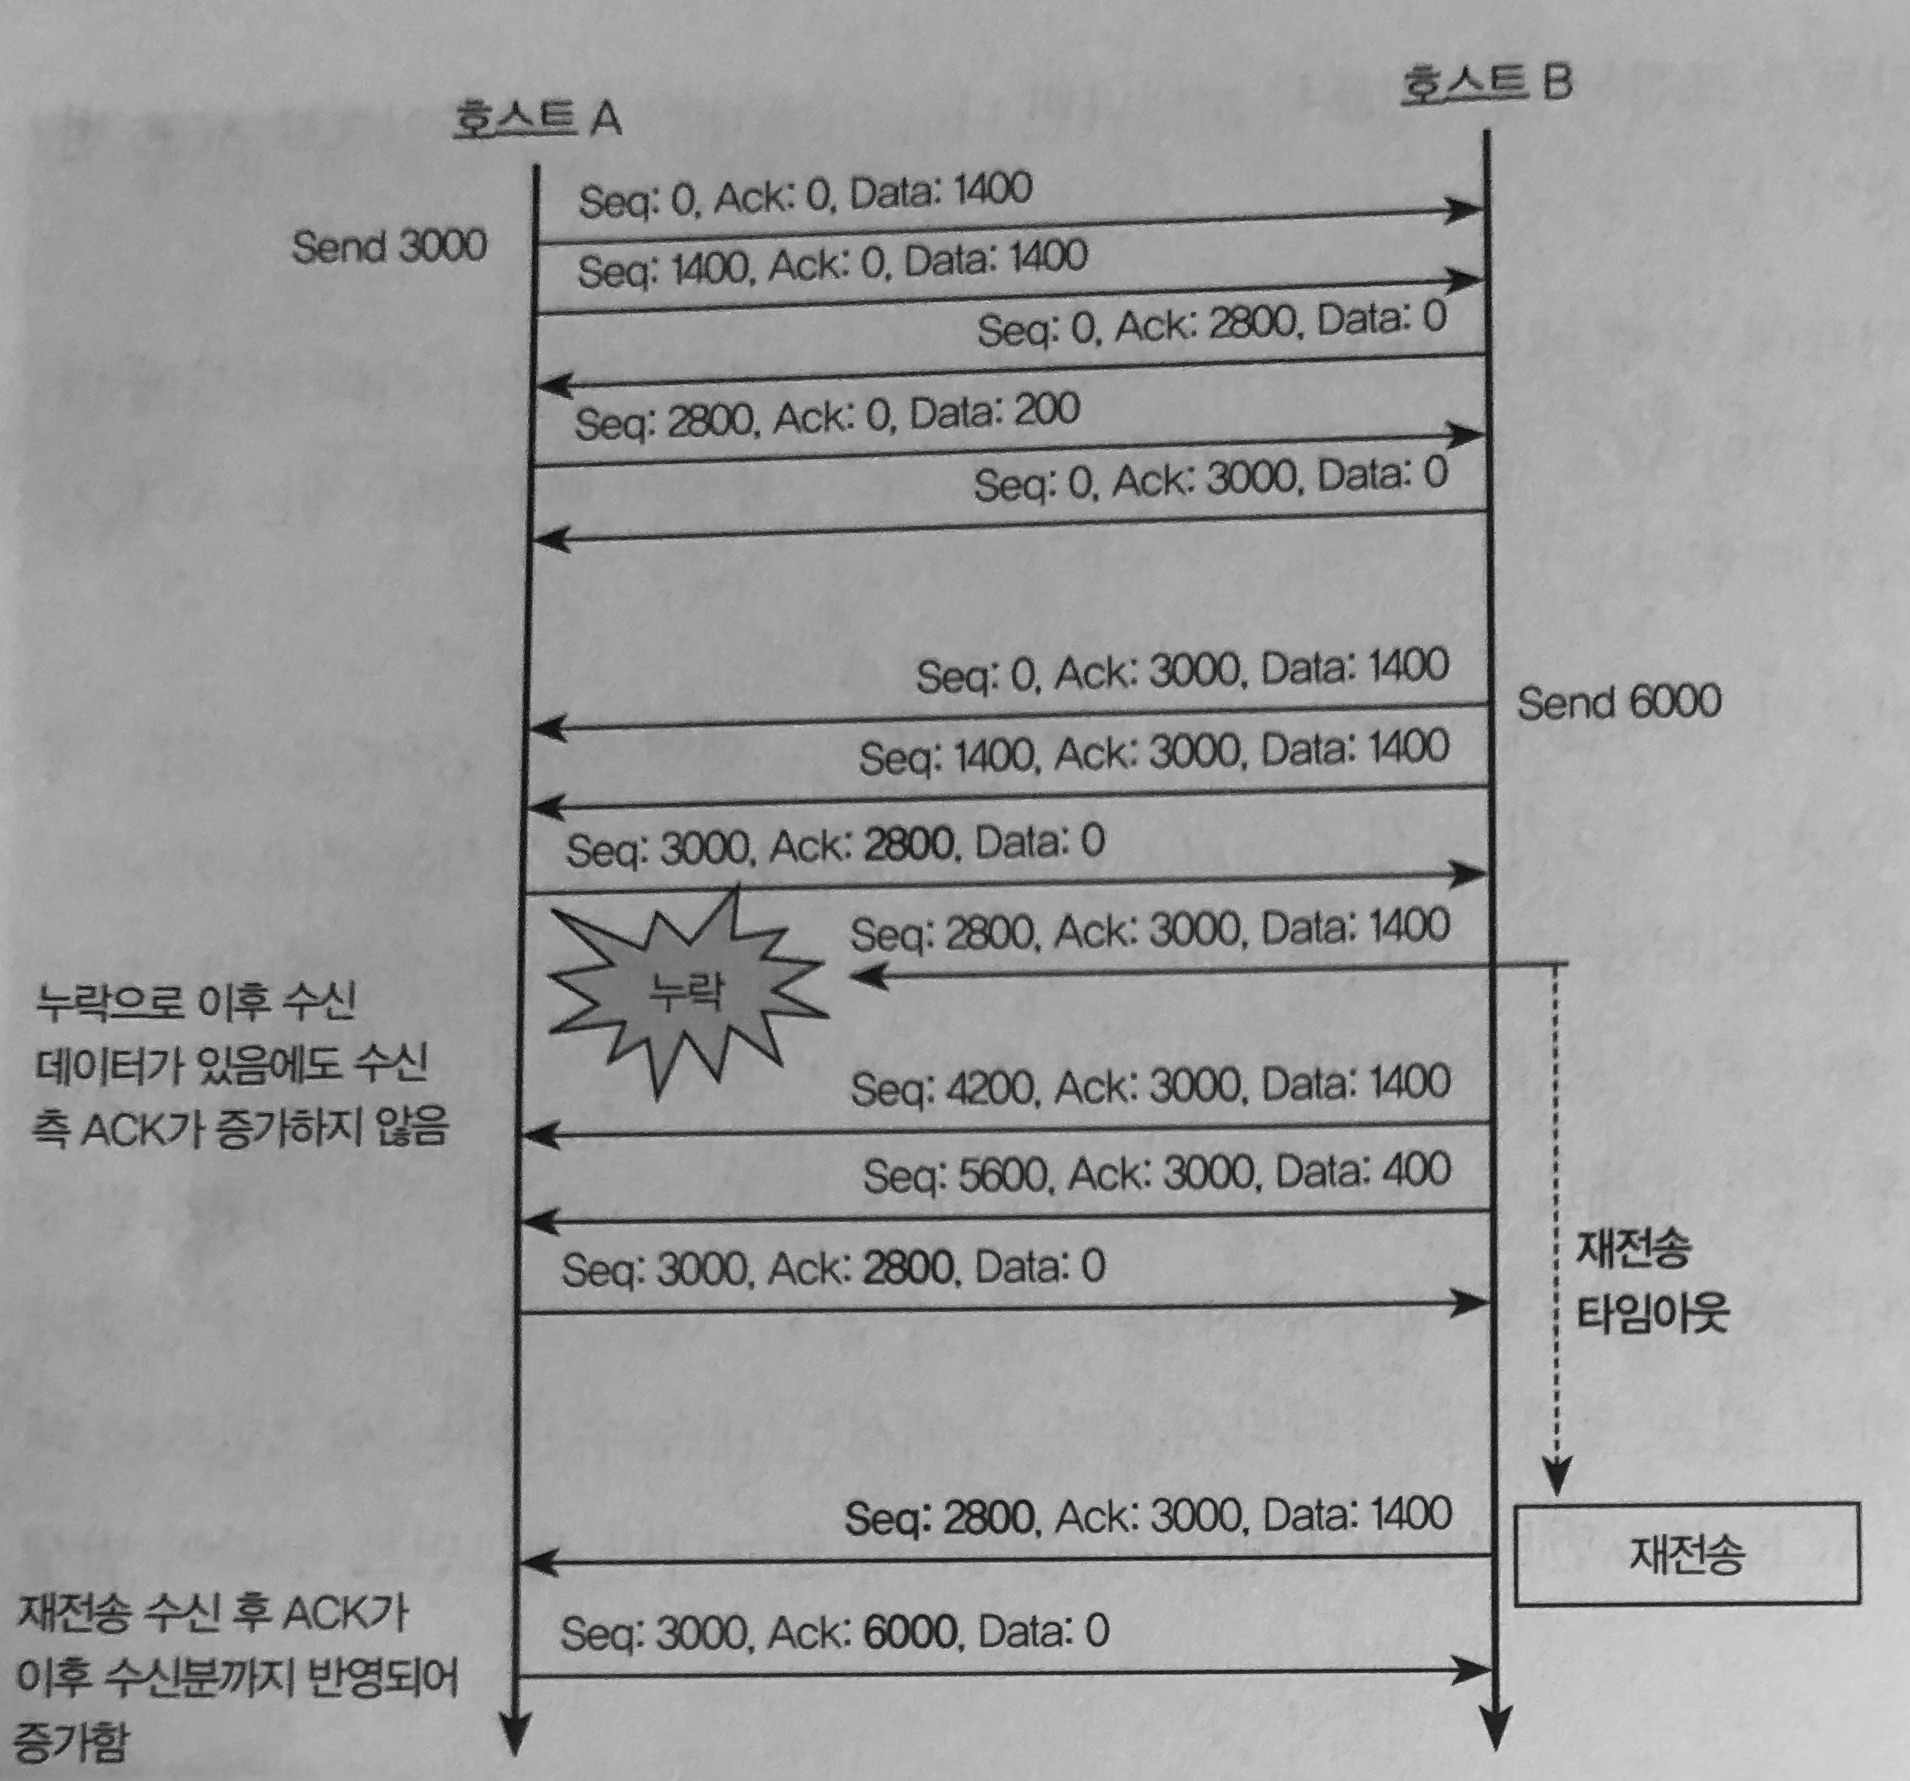 호스트 A
호스트 B
Seq: 0, Ack: 0, Data: 1400
Send 3000
Seq: 1400, Ack: 0, Data: 1400
Seq: 0, Ack: 2800, Data: 0
Seq: 2800, Ack: 0, Data: 200
Seq: 0, Ack: 3000, Data: 0
Seq: 0, Ack: 3000, Data: 1400
Send 6000
Seq: 1400, Ack: 3000, Data: 1400
Seq: 3000, Ack: 2800, Data: 0
Seq: 2800, Ack: 3000, Data: 1400
누락
누락으로 이후 수신
데이터가 있음에도 수신
측 ACK가 증가하지 않음
Seq: 4200, Ack: 3000, Data: 1400
Seq: 5600, Ack: 3000, Data: 400
Seq: 3000, Ack: 2800, Data: 0
재전송
타임아웃
Seq: 2800, Ack: 3000, Data: 1400
재전송
재전송 수신 후 ACK가
이후 수신분까지 반영되어
증가함
Seq: 3000, Ack: 6000, Data: 0